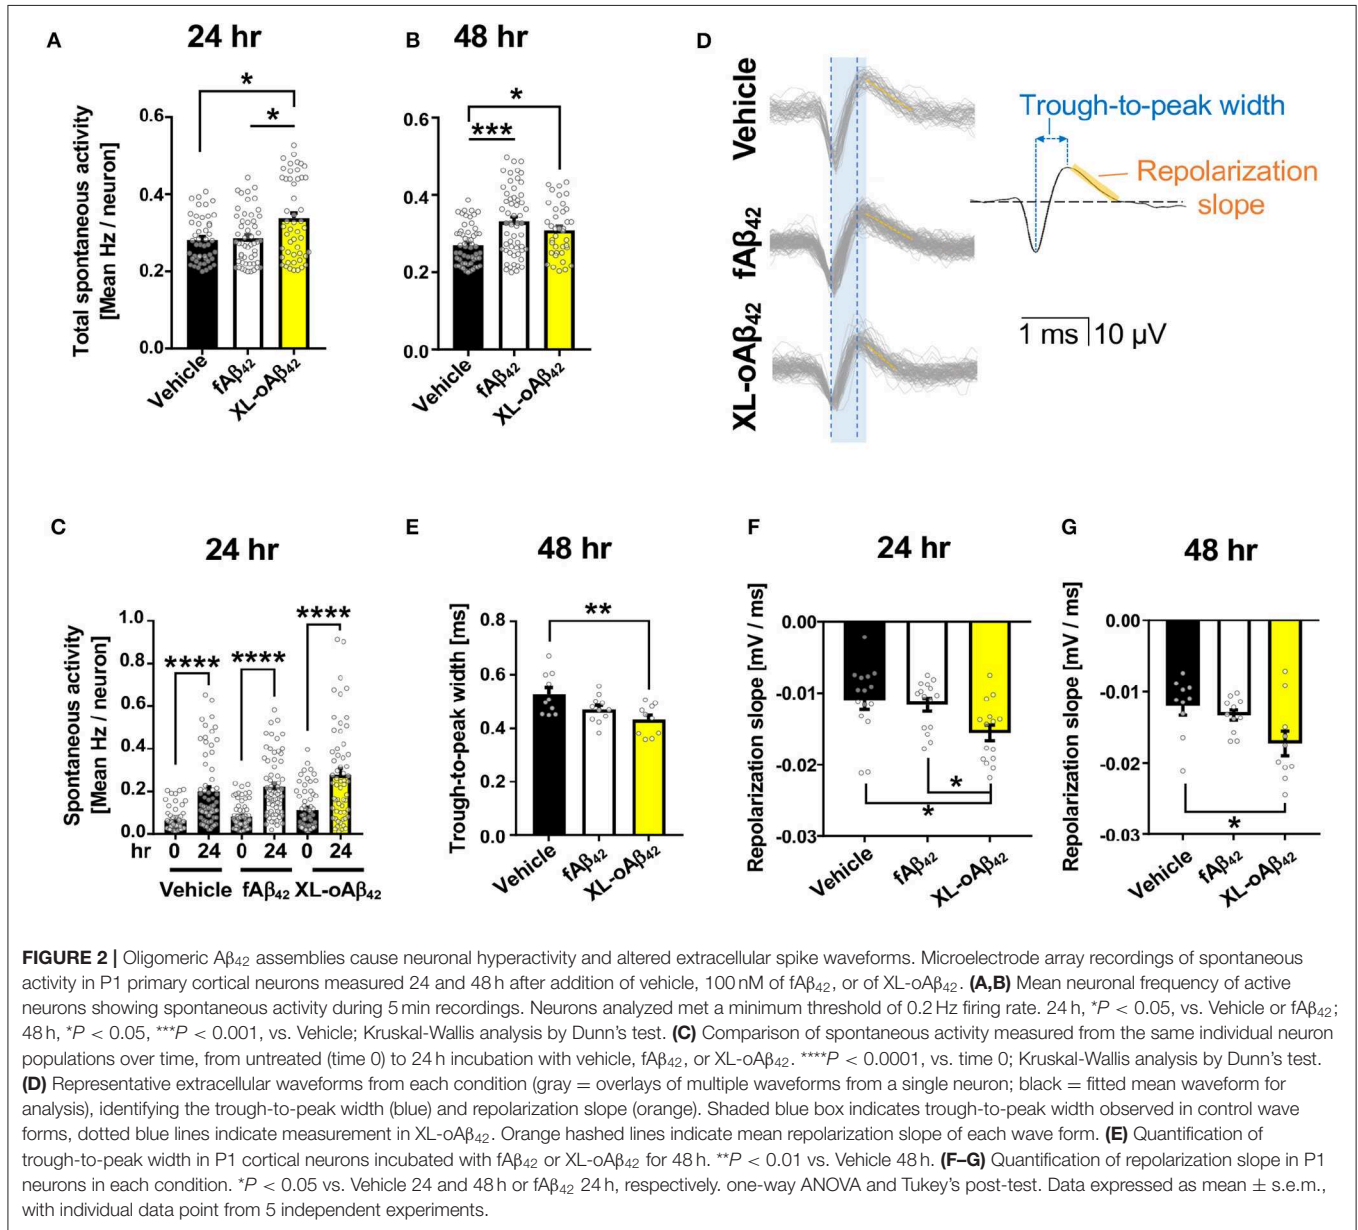 A
24 hr
B
48 hr
D
Total spontaneous activity
[Mean Hz / neuron]
*
*
0.6
0.4
0.2
0.0
Vehicle
fAβ42
XL-oAβ42
*
***
0.6
0.4
0.2
0.0
Vehicle
fAβ42
XL-oAβ42
Vehicle
fAβ42
XL-oAβ42
Trough-to-peak width
Repolarization
slope
1 ms
10 µV
C
24 hr
E
48 hr
F
24 hr
G
48 hr
Spontaneous activity
[Mean Hz / neuron]
****
****
****
1.0
0.8
0.6
0.4
0.2
0.0
hr
0
24
0
24
0
24
Vehicle
fAβ42
XL-oAβ42
Trough-to-peak width [ms]
**
0.8
0.6
0.4
0.2
0.0
Vehicle
fAβ42
XL-oAβ42
Repolarization slope [mV / ms]
0.00
-0.01
-0.02
-0.03
*
*
Vehicle
fAβ42
XL-oAβ42
Repolarization slope [mV / ms]
0.00
-0.01
-0.02
-0.03
*
Vehicle
fAβ42
XL-oAβ42
FIGURE 2 | Oligomeric Aβ42 assemblies cause neuronal hyperactivity and altered extracellular spike waveforms. Microelectrode array recordings of spontaneous
activity in P1 primary cortical neurons measured 24 and 48 h after addition of vehicle, 100 nM of fAβ42, or of XL-oAβ42. (A,B) Mean neuronal frequency of active
neurons showing spontaneous activity during 5 min recordings. Neurons analyzed met a minimum threshold of 0.2 Hz firing rate. 24 h, *P < 0.05, vs. Vehicle or fAβ42;
48 h, *P < 0.05, ***P < 0.001, vs. Vehicle; Kruskal-Wallis analysis by Dunn's test. (C) Comparison of spontaneous activity measured from the same individual neuron
populations over time, from untreated (time 0) to 24 h incubation with vehicle, fAβ42, or XL-oAβ42. ****P < 0.0001, vs. time 0; Kruskal-Wallis analysis by Dunn's test.
(D) Representative extracellular waveforms from each condition (gray = overlays of multiple waveforms from a single neuron; black = fitted mean waveform for
analysis), identifying the trough-to-peak width (blue) and repolarization slope (orange). Shaded blue box indicates trough-to-peak width observed in control wave
forms, dotted blue lines indicate measurement in XL-oAβ42. Orange hashed lines indicate mean repolarization slope of each wave form. (E) Quantification of
trough-to-peak width in P1 cortical neurons incubated with fAβ42 or XL-oAβ42 for 48 h. **P < 0.01 vs. Vehicle 48 h. (F–G) Quantification of repolarization slope in P1
neurons in each condition. *P < 0.05 vs. Vehicle 24 and 48 h or fAβ42 24 h, respectively. one-way ANOVA and Tukey's post-test. Data expressed as mean ± s.e.m.,
with individual data point from 5 independent experiments.